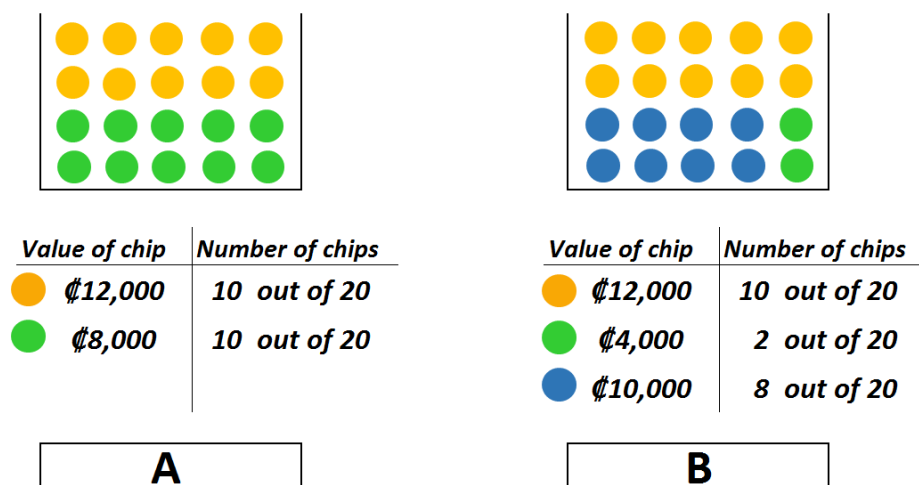 Value of chip Number of chips
₡12,000 10 out of 20
₡8,000 10 out of 20
A
Value of chip Number of chips
₡12,000 10 out of 20
₡4,000 2 out of 20
₡10,000 8 out of 20
B